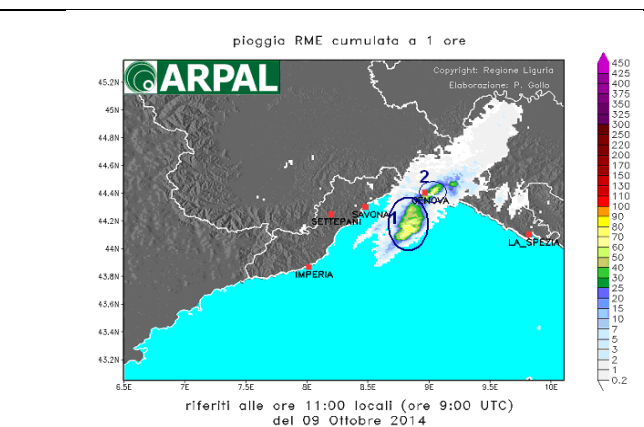 pioggia RME cumulata a 1 ore
ARPAL
Copyright: Regione Liguria
Elaborazione: P. Gollo
45.2N
45N
44.8N
44.6N
44.4N
44.2N
44N
43.8N
43.6N
43.4N
43.2N
6.5E
7E
7.5E
8E
8.5E
9E
9.5E
10E
2
GENOVA
1
SAVONA
SETTEPANI
LA_SPEZIA
IMPERIA
450
425
400
375
350
325
300
250
220
200
170
150
130
110
100
90
80
70
60
50
40
30
25
20
15
10
7
5
3
2
1
0.2
riferiti alle ore 11:00 locali (ore 9:00 UTC)
del 09 Ottobre 2014